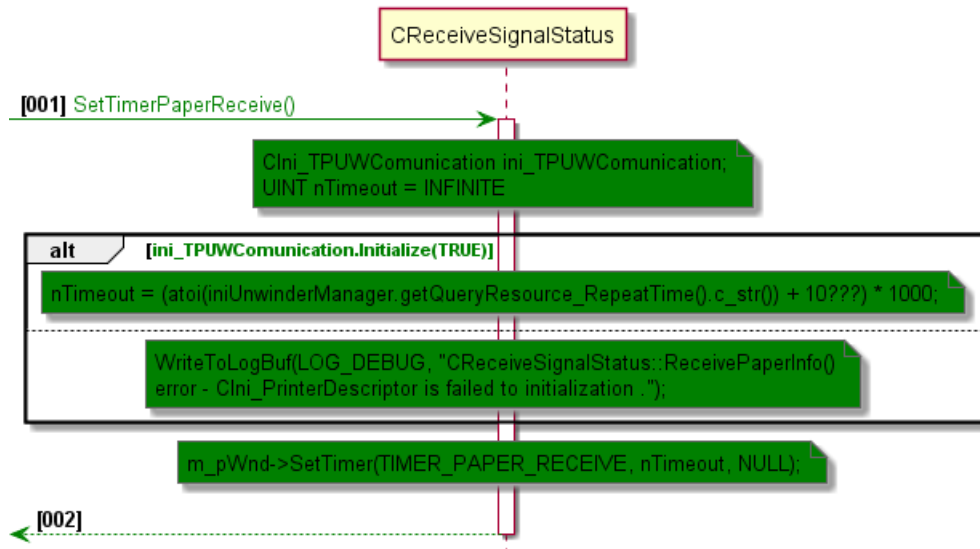 CReceiveSignalStatus
[001] SetTimerPaperReceive()
CIni_TPUWComunication ini_TPUWComunication;
UINT nTimeout = INFINITE
alt [ini_TPUWComunication.Initialize(TRUE)]
nTimeout = (atoi(iniUnwinderManager.getQueryResource_RepeatTime().c_str()) + 10???) * 1000;
WriteToLogBuf(LOG_DEBUG, "CReceiveSignalStatus::ReceivePaperInfo()
error - CIni_PrinterDescriptor is failed to initialization .");
m_pWnd->SetTimer(TIMER_PAPER_RECEIVE, nTimeout, NULL);
[002]